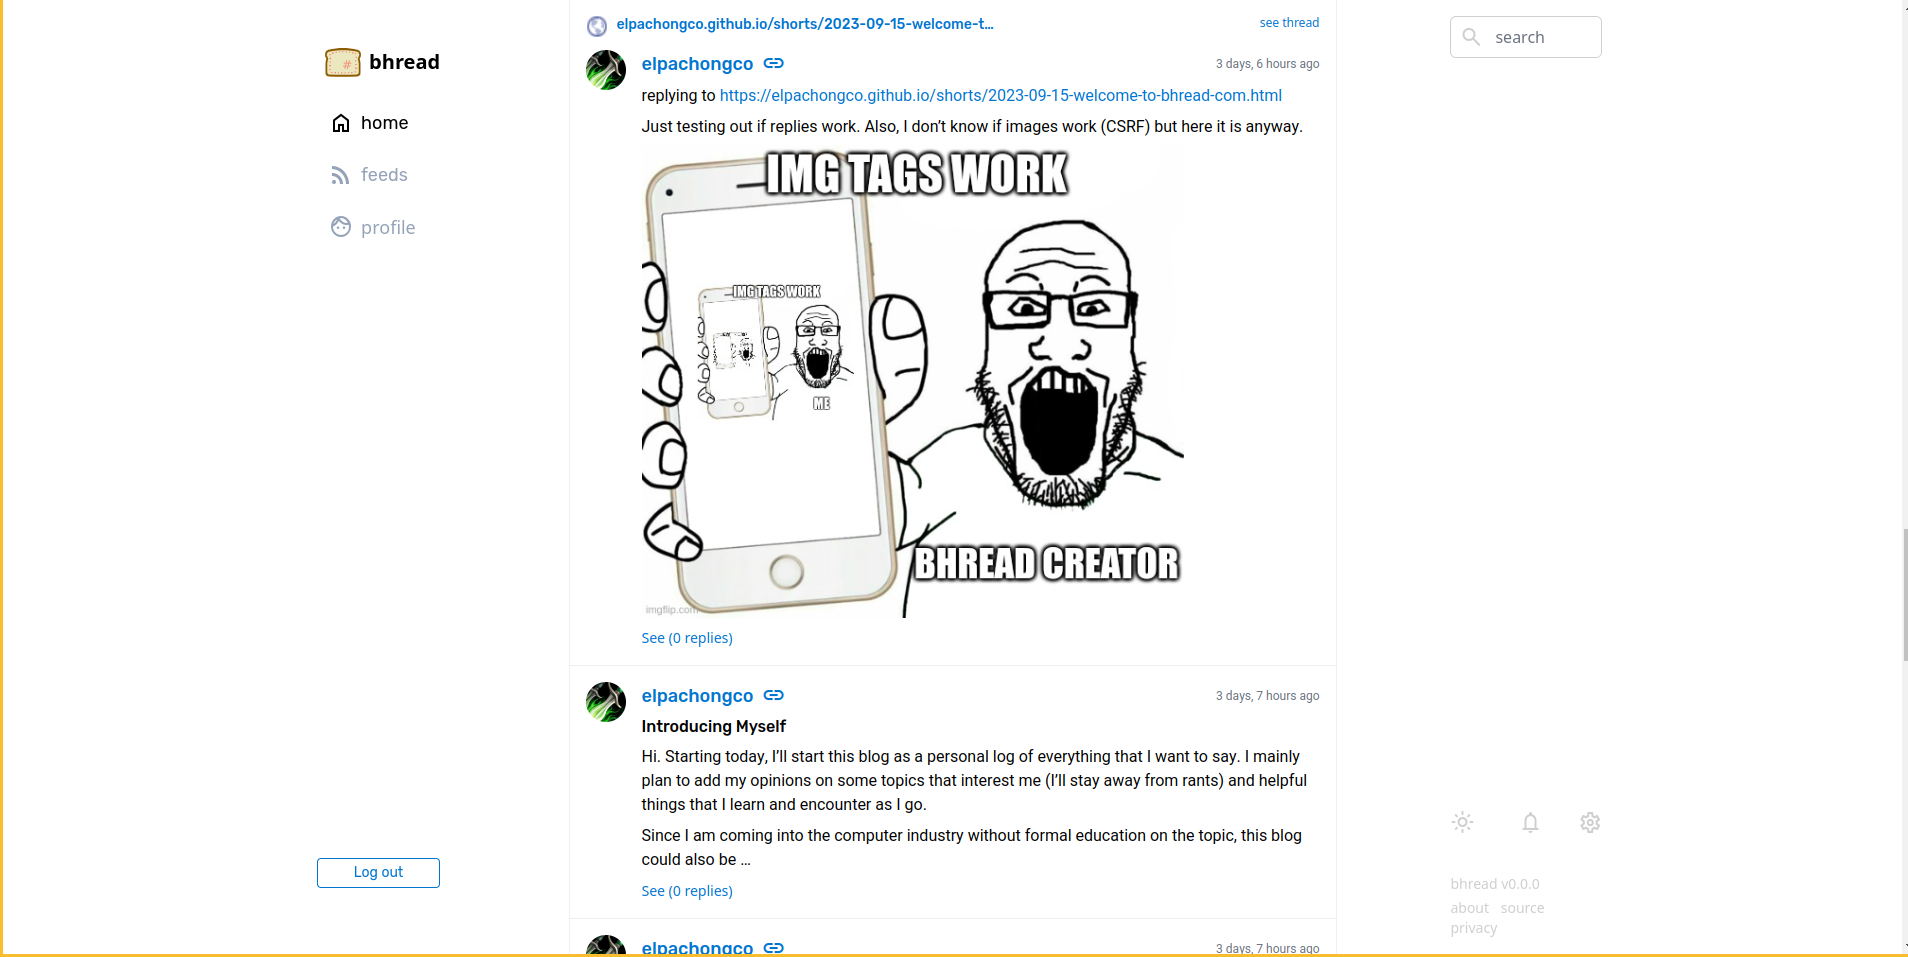 bhread
home
feeds
profile
Log out
elpachongco.github.io/shorts/2023-09-15-welcome-t...
see thread
elpachongco
3 days, 6 hours ago
replying to https://elpachongco.github.io/shorts/2023-09-15-welcome-to-bhread-com.html
Just testing out if replies work. Also, I don’t know if images work (CSRF) but here it is anyway.
IMG TAGS WORK
IMG TAGS WORK
ME
BHREAD CREATOR
imgflip.com
See (0 replies)
elpachongco
3 days, 7 hours ago
Introducing Myself
Hi. Starting today, I’ll start this blog as a personal log of everything that I want to say. I mainly
plan to add my opinions on some topics that interest me (I’ll stay away from rants) and helpful
things that I learn and encounter as I go.
Since I am coming into the computer industry without formal education on the topic, this blog
could also be ...
See (0 replies)
elpachongco
3 days, 7 hours ago
search
bhread v0.0.0
about source
privacy